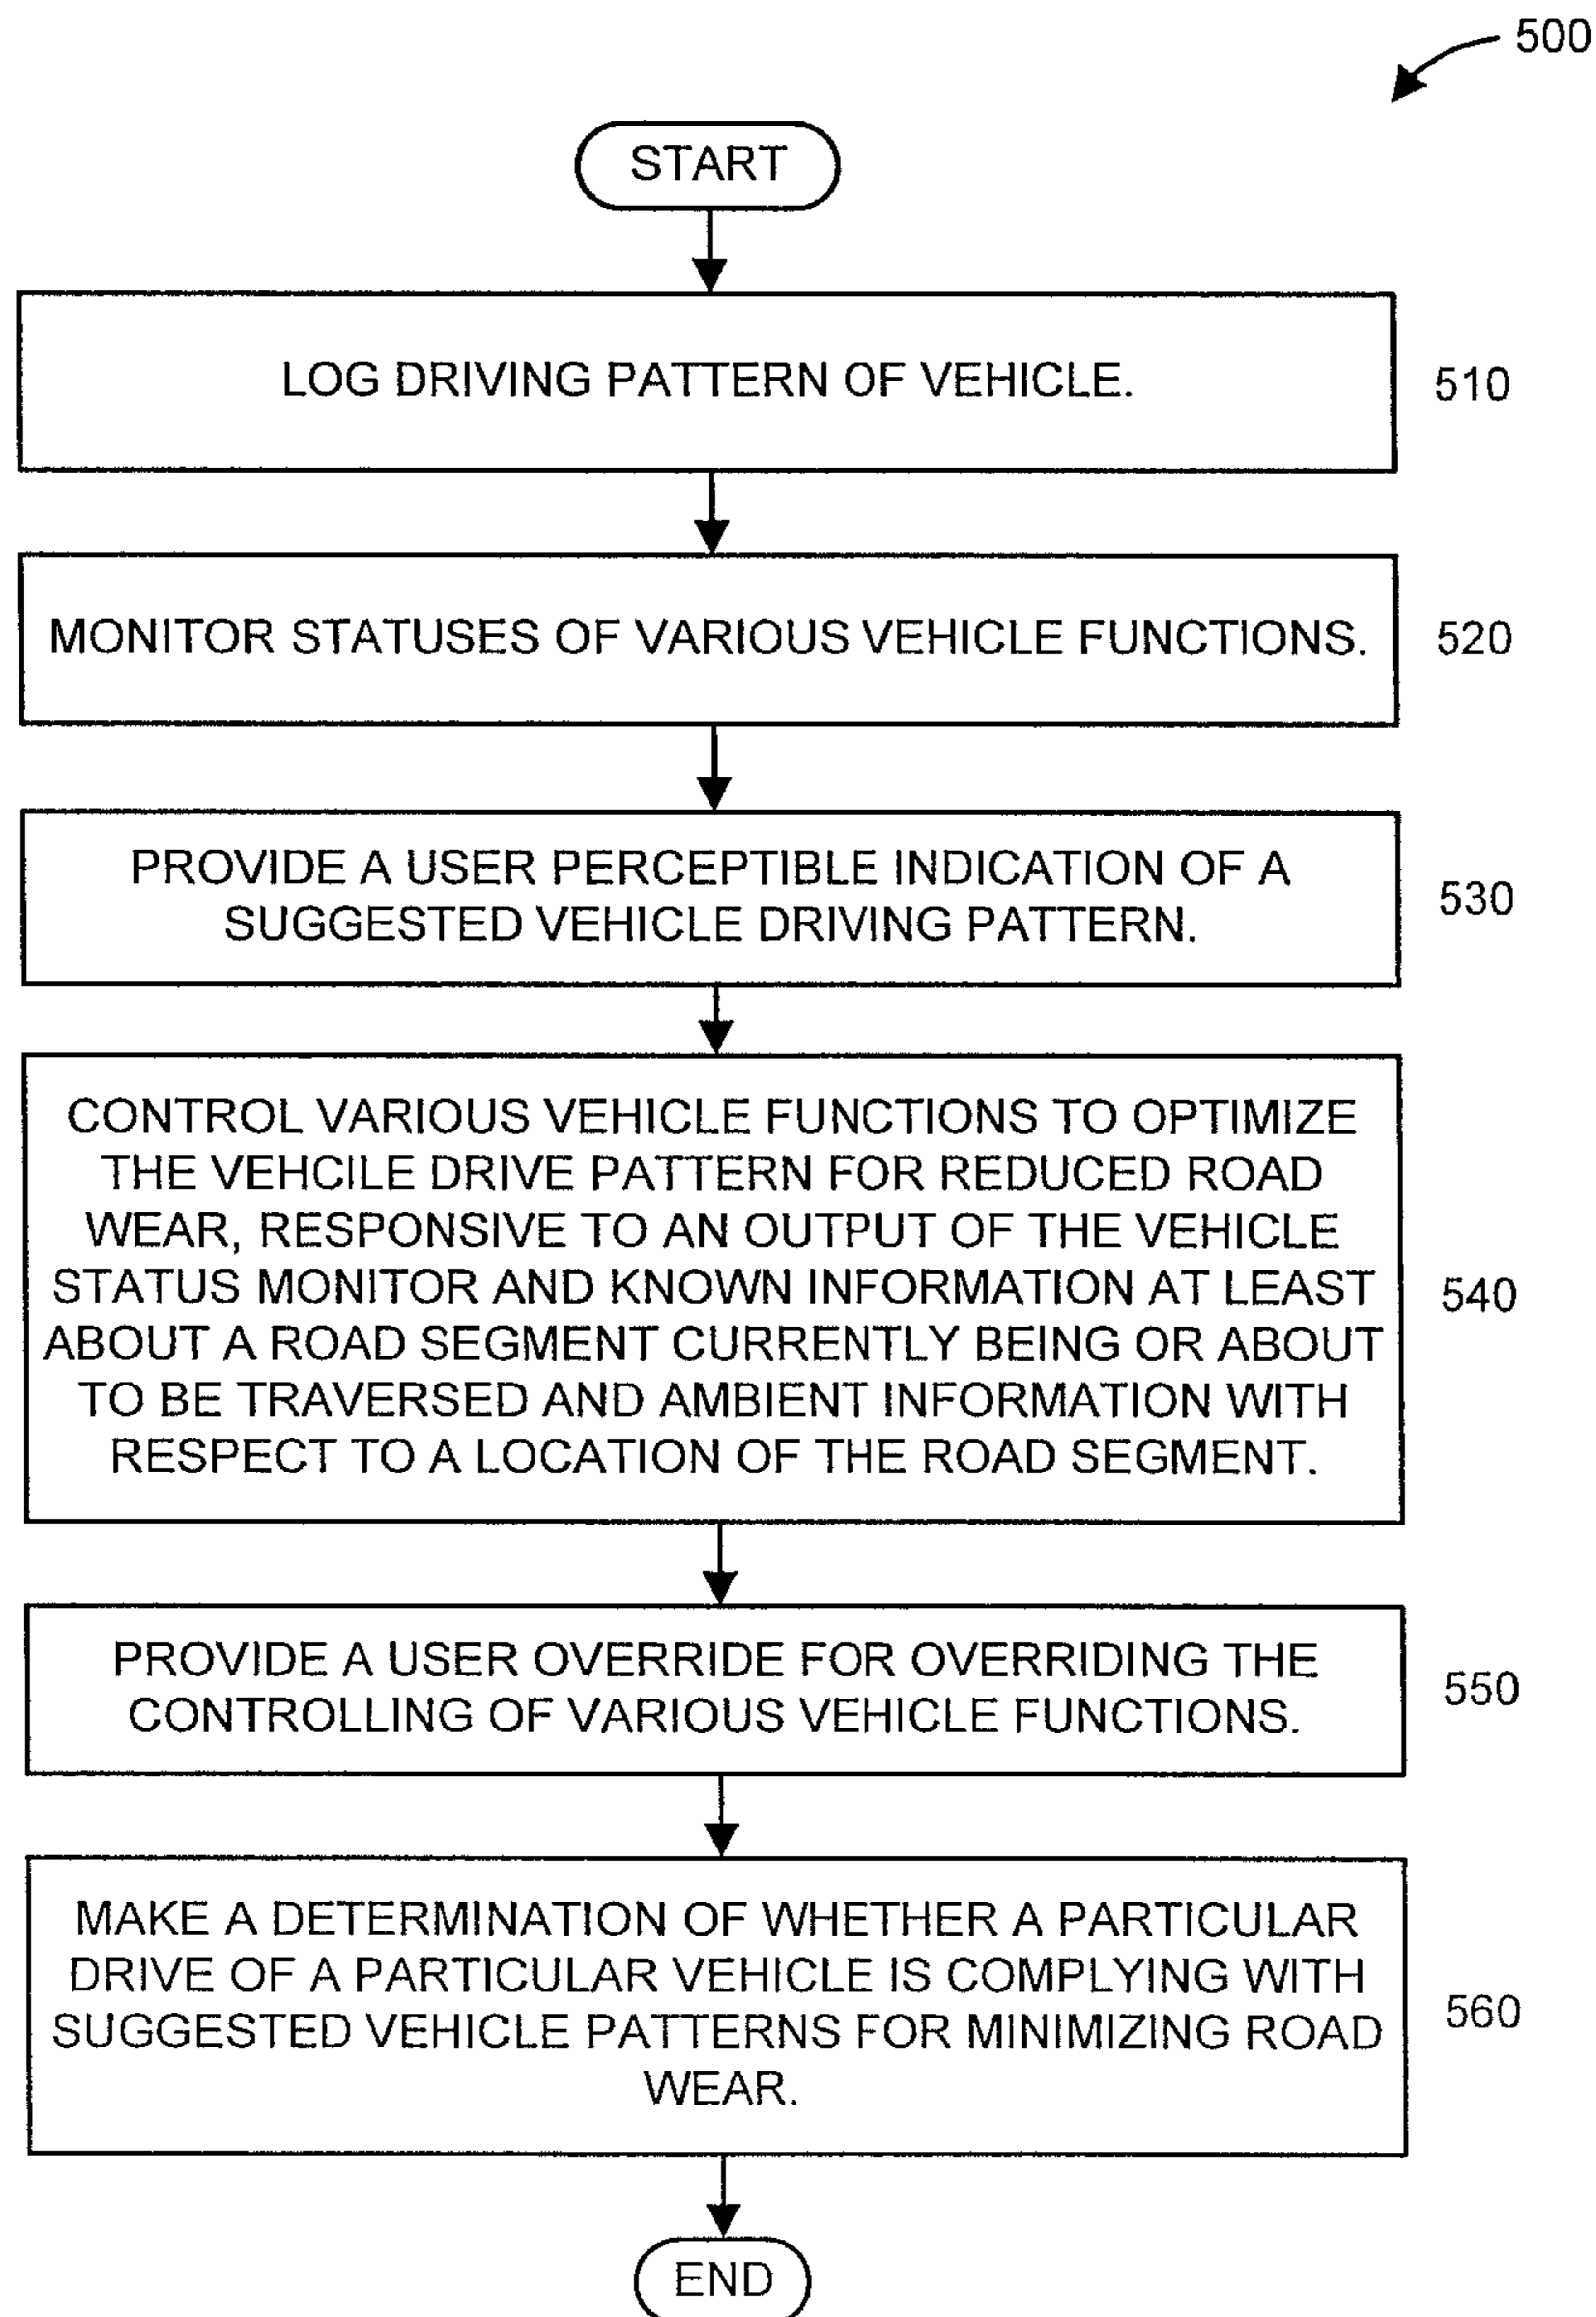 500
START
LOG DRIVING PATTERN OF VEHICLE.
510
MONITOR STATUSES OF VARIOUS VEHICLE FUNCTIONS.
520
PROVIDE A USER PERCEPTIBLE INDICATION OF A
SUGGESTED VEHICLE DRIVING PATTERN.
530
CONTROL VARIOUS VEHICLE FUNCTIONS TO OPTIMIZE
THE VEHCILE DRIVE PATTERN FOR REDUCED ROAD
WEAR, RESPONSIVE TO AN OUTPUT OF THE VEHICLE
STATUS MONITOR AND KNOWN INFORMATION AT LEAST
ABOUT A ROAD SEGMENT CURRENTLY BEING OR ABOUT
TO BE TRAVERSED AND AMBIENT INFORMATION WITH
RESPECT TO A LOCATION OF THE ROAD SEGMENT.
540
PROVIDE A USER OVERRIDE FOR OVERRIDING THE
CONTROLLING OF VARIOUS VEHICLE FUNCTIONS.
550
MAKE A DETERMINATION OF WHETHER A PARTICULAR
DRIVE OF A PARTICULAR VEHICLE IS COMPLYING WITH
SUGGESTED VEHICLE PATTERNS FOR MINIMIZING ROAD
WEAR.
560
END